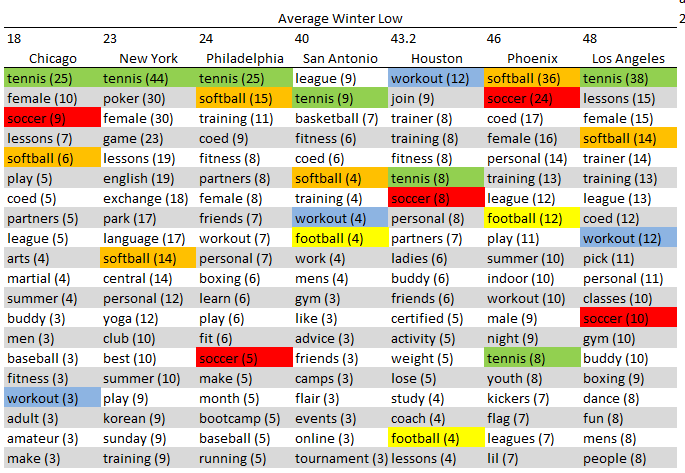 Average Winter Low
2
18 23 24 40 43.2 46 48
Chicago New York Philadelphia San Antonio Houston Phoenix Los Angeles
tennis (25) tennis (44) tennis (25) league (9) workout (12) softball (36) tennis (38)
female (10) poker (30) softball (15) tennis (9) join (9) soccer (24) lessons (15)
soccer (9) female (30) training (11) basketball (7) trainer (8) coed (17) female (15)
lessons (7) game (23) coed (9) fitness (6) training (8) female (16) softball (14)
softball (6) lessons (19) fitness (8) coed (6) fitness (8) personal (14) trainer (14)
play (5) english (19) partners (8) softball (4) tennis (8) training (13) training (13)
coed (5) exchange (18) female (8) training (4) soccer (8) league (12) league (13)
partners (5) park (17) friends (7) workout (4) personal (8) football (12) coed (12)
league (5) language (17) workout (7) football (4) partners (7) play (11) workout (12)
arts (4) softball (14) personal (7) work (4) ladies (6) summer (10) pick (11)
martial (4) central (14) boxing (6) mens (4) buddy (6) indoor (10) personal (11)
summer (4) personal (12) learn (6) gym (3) friends (6) workout (10) classes (10)
buddy (3) yoga (12) play (6) like (3) certified (5) male (9) soccer (10)
men (3) club (10) fit (6) advice (3) activity (5) night (9) gym (10)
baseball (3) best (10) soccer (5) friends (3) weight (5) tennis (8) buddy (10)
fitness (3) summer (10) make (5) camps (3) lose (5) youth (8) boxing (9)
workout (3) play (9) month (5) flair (3) study (4) kickers (7) dance (8)
adult (3) korean (9) bootcamp (5) events (3) coach (4) flag (7) fun (8)
amateur (3) sunday (9) baseball (5) online (3) football (4) leagues (7) mens (8)
make (3) training (9) running (5) tournament (3) lessons (4) lil (7) people (8)